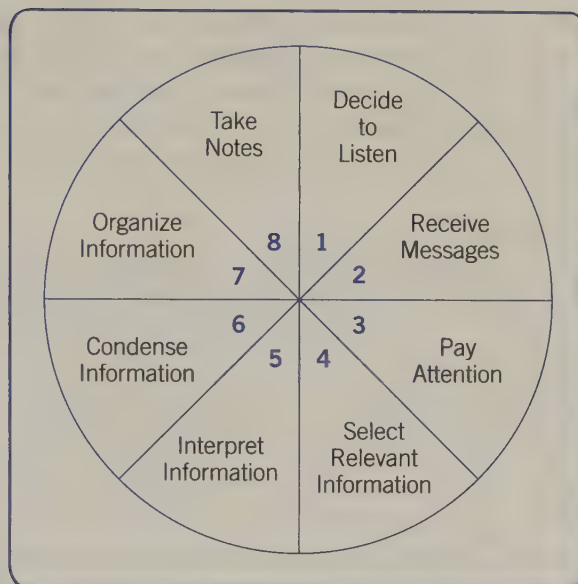 Decide
to
Listen
1
Receive
Messages
2
3
Pay
Attention
4
Select
Relevant
Information
5
Interpret
Information
6
Condense
Information
7
Organize
Information
8
Take
Notes